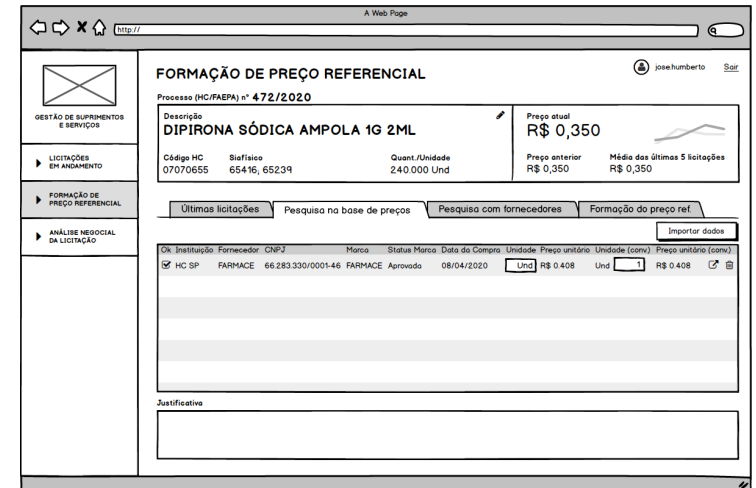 A Web Page
http://
GESTÃO DE SUPRIMENTOS
E SERVIÇOS
LICITAÇÕES
EM ANDAMENTO
FORMAÇÃO DE
PREÇO REFERENCIAL
ANÁLISE NEGOCIAL
DA LICITAÇÃO
FORMAÇÃO DE PREÇO REFERENCIAL
jose.humberto Sair
Processo (HC/FAEPA) nº 472/2020
Descrição
DIPIRONA SÓDICA AMPOLA 1G 2ML
Código HC Siafísico Quant./Unidade
07070655 65416, 65239 240.000 Und
Preço atual
R$ 0,350
Preço anterior Média das últimas 5 licitações
R$ 0,350 R$ 0,350
Últimas licitações Pesquisa na base de preços Pesquisa com fornecedores Formação do preço ref.
Importar dados
Ok Instituição Fornecedor CNPJ Marca Status Marca Data da Compra Unidade Preço unitário Unidade (conv.) Preço unitário (conv.)
HC SP FARMACE 66.283.330/0001-46 FARMACE Aprovada 08/04/2020 Und R$ 0.408 Und 1 R$ 0.408
Justificativa